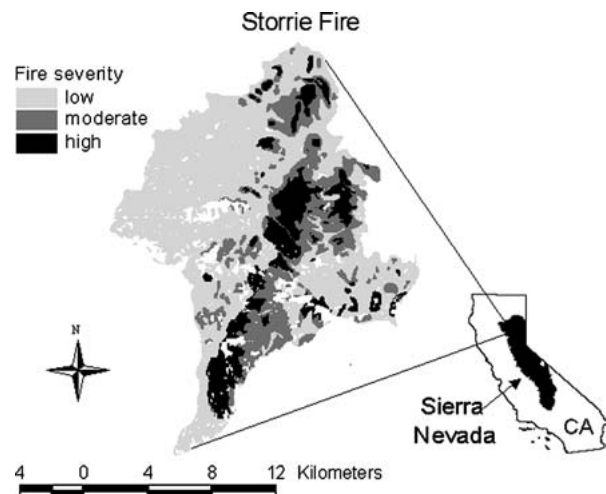 Storrie Fire
Fire severity
low
moderate
high
N
Sierra
Nevada
CA
4 0 4 8 12 Kilometers